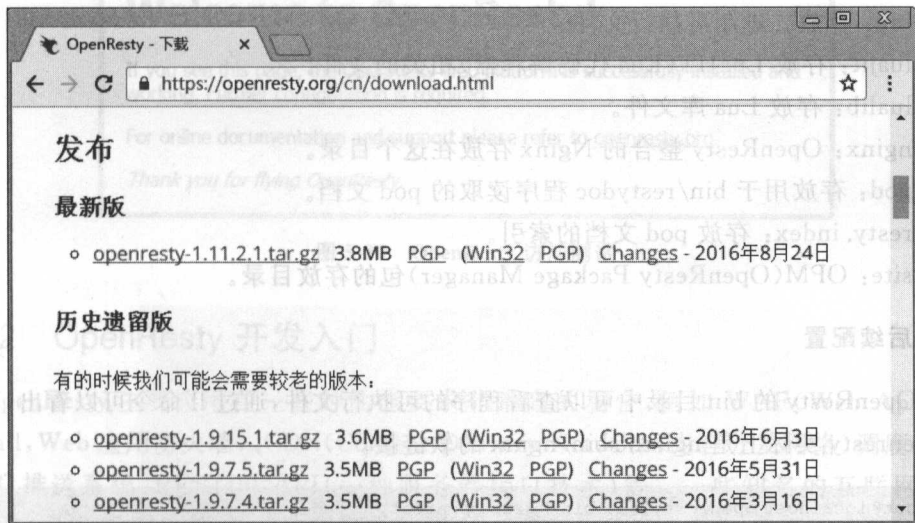 OpenResty - 下载
https://openresty.org/cn/download.html
发布
最新版
openresty-1.11.2.1.tar.gz 3.8MB PGP (Win32 PGP) Changes - 2016年8月24日
历史遗留版
有的时候我们可能会需要较老的版本：
openresty-1.9.15.1.tar.gz 3.6MB PGP (Win32 PGP) Changes - 2016年6月3日
openresty-1.9.7.5.tar.gz 3.5MB PGP (Win32 PGP) Changes - 2016年5月31日
openresty-1.9.7.4.tar.gz 3.5MB PGP (Win32 PGP) Changes - 2016年3月16日